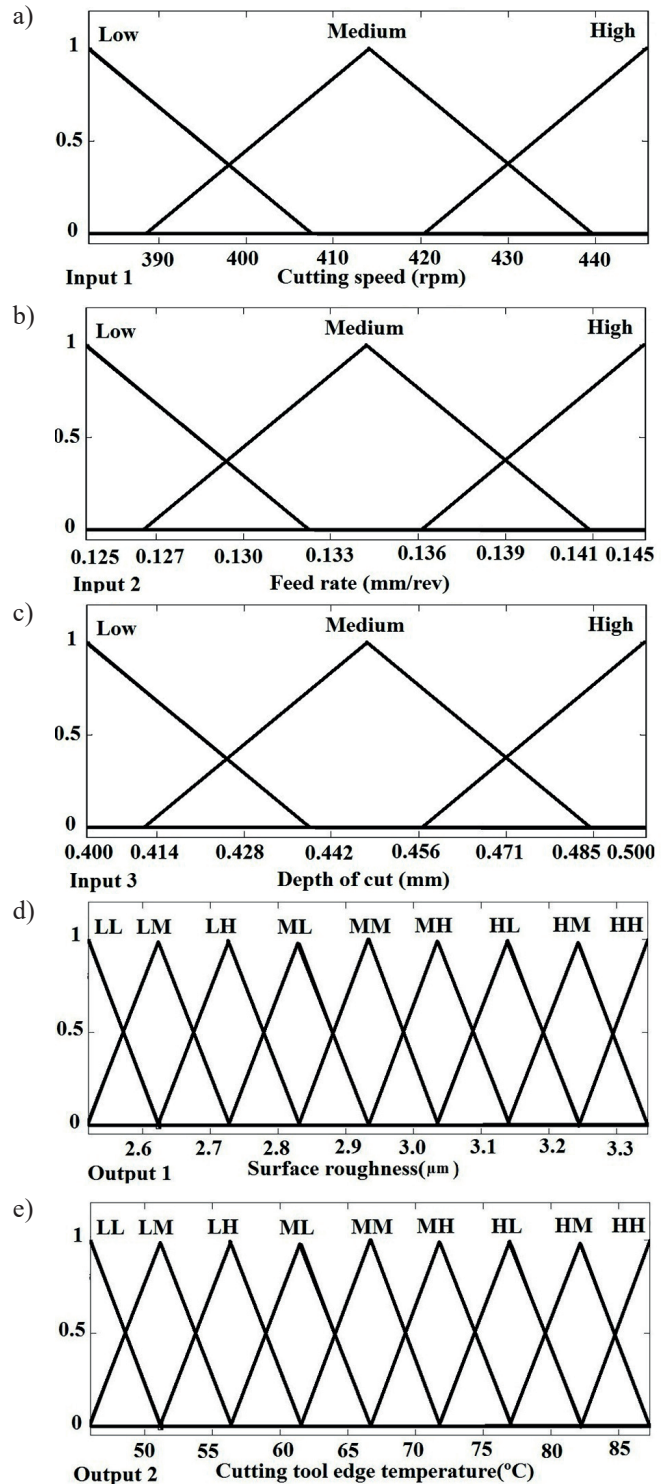 a)
Low Medium High
1
0.5
0
390 400 410 420 430 440
Input 1 Cutting speed (rpm)
b)
Low Medium High
1
0.5
0
0.125 0.127 0.130 0.133 0.136 0.139 0.141 0.145
Input 2 Feed rate (mm/rev)
c)
Low Medium High
1
0.5
0
0.400 0.414 0.428 0.442 0.456 0.471 0.485 0.500
Input 3 Depth of cut (mm)
d)
LL LM LH ML MM MH HL HM HH
1
0.5
0
2.6 2.7 2.8 2.9 3.0 3.1 3.2 3.3
Output 1 Surface roughness(µm)
e)
LL LM LH ML MM MH HL HM HH
1
0.5
0
50 55 60 65 70 75 80 85
Output 2 Cutting tool edge temperature(ºC)